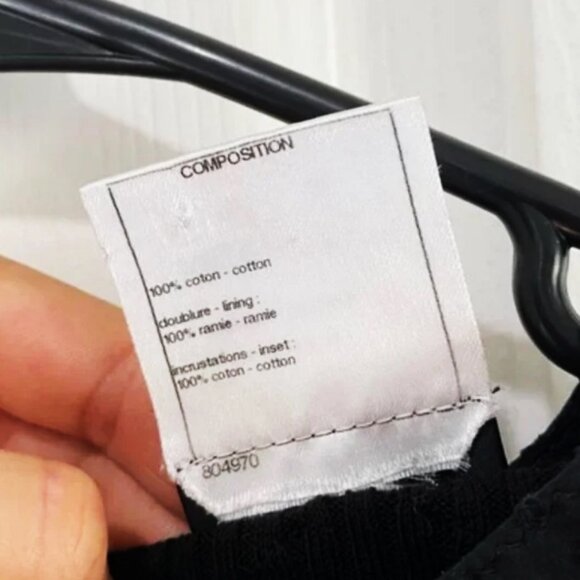 COMPOSITION
100% coton - cotton
doublure - lining :
100% ramie - ramie
incrustations - inset :
100% coton - cotton
804970